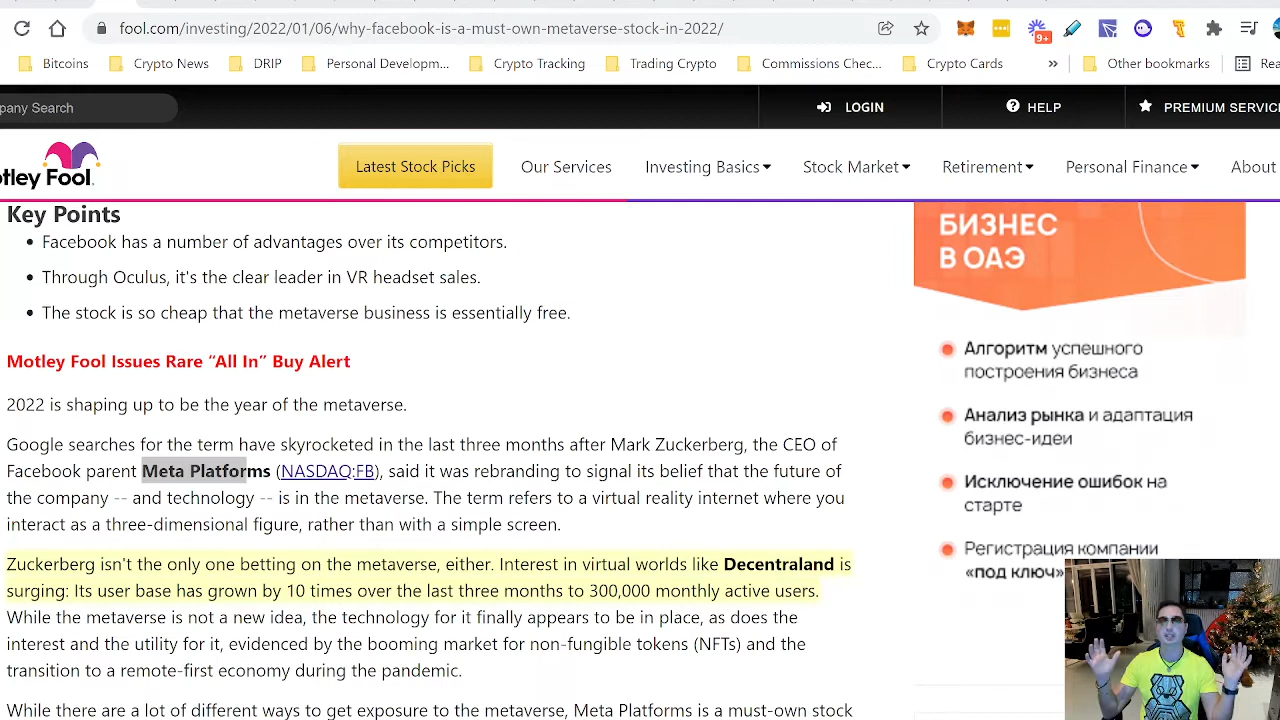 fool.com/investing/2022/01/06/why-facebook-is-a-must-own-metaverse-stock-in-2022/
9+
Bitcoins Crypto News DRIP Personal Developm... Crypto Tracking Trading Crypto Commissions Chec... Crypto Cards » Other bookmarks Rea
pany Search LOGIN HELP PREMIUM SERVIC
tley Fool. Latest Stock Picks Our Services Investing Basics Stock Market Retirement Personal Finance About
Key Points
• Facebook has a number of advantages over its competitors.
• Through Oculus, it's the clear leader in VR headset sales.
• The stock is so cheap that the metaverse business is essentially free.
Motley Fool Issues Rare “All In” Buy Alert
2022 is shaping up to be the year of the metaverse.
Google searches for the term have skyrocketed in the last three months after Mark Zuckerberg, the CEO of
Facebook parent Meta Platforms (NASDAQ:FB), said it was rebranding to signal its belief that the future of
the company -- and technology -- is in the metaverse. The term refers to a virtual reality internet where you
interact as a three-dimensional figure, rather than with a simple screen.
Zuckerberg isn't the only one betting on the metaverse, either. Interest in virtual worlds like Decentraland is
surging: Its user base has grown by 10 times over the last three months to 300,000 monthly active users.
While the metaverse is not a new idea, the technology for it finally appears to be in place, as does the
interest and the utility for it, evidenced by the booming market for non-fungible tokens (NFTs) and the
transition to a remote-first economy during the pandemic.
While there are a lot of different ways to get exposure to the metaverse, Meta Platforms is a must-own stock
БИЗНЕС
В ОАЭ
Алгоритм успешного
построения бизнеса
Анализ рынка и адаптация
бизнес-идеи
Исключение ошибок на
старте
Регистрация компании
«под ключ»